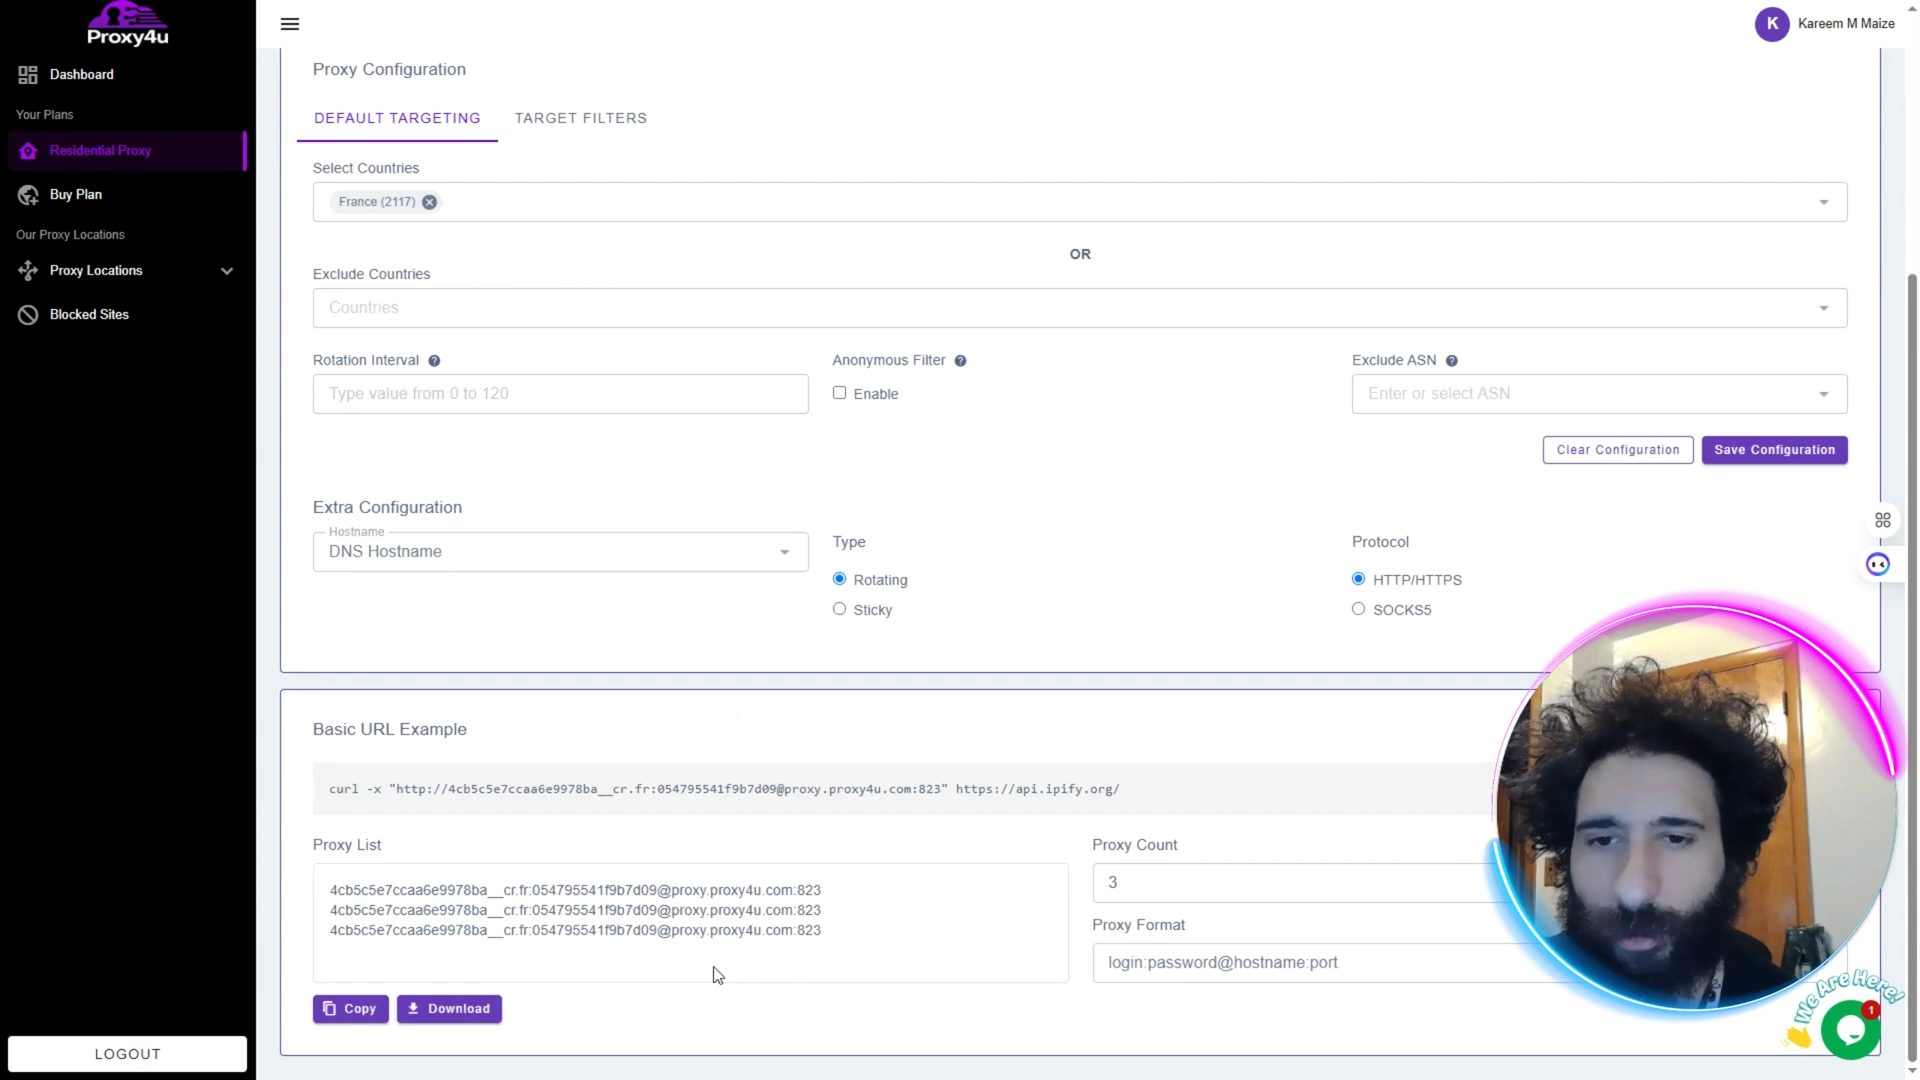 Proxy4u
Kareem M Maize
K
Dashboard
Your Plans
Residential Proxy
Buy Plan
Our Proxy Locations
Proxy Locations
Blocked Sites
LOGOUT
Proxy Configuration
DEFAULT TARGETING
TARGET FILTERS
Select Countries
France (2117)
OR
Exclude Countries
Countries
Rotation Interval
Type value from 0 to 120
Anonymous Filter
Enable
Exclude ASN
Enter or select ASN
Clear Configuration
Save Configuration
Extra Configuration
Hostname
DNS Hostname
Type
Rotating
Sticky
Protocol
HTTP/HTTPS
SOCKS5
Basic URL Example
curl -x "http://4cb5c5e7ccaa6e9978ba__cr.fr:054795541f9b7d09@proxy.proxy4u.com:823" https://api.ipify.org/
Proxy List
4cb5c5e7ccaa6e9978ba__cr.fr:054795541f9b7d09@proxy.proxy4u.com:823
4cb5c5e7ccaa6e9978ba__cr.fr:054795541f9b7d09@proxy.proxy4u.com:823
4cb5c5e7ccaa6e9978ba__cr.fr:054795541f9b7d09@proxy.proxy4u.com:823
Copy
Download
Proxy Count
3
Proxy Format
login:password@hostname:port
We Are Here!
1